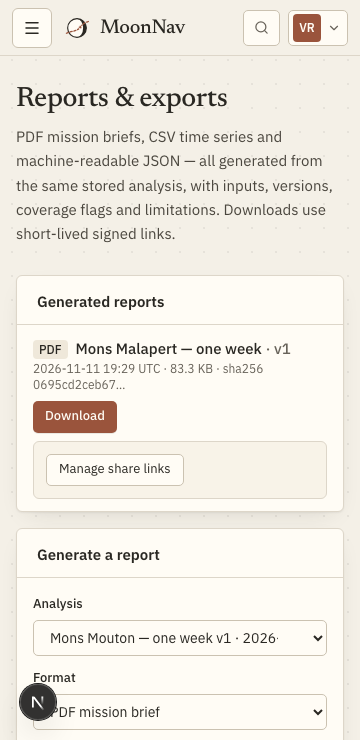 MoonNav
VR
Reports & exports
PDF mission briefs, CSV time series and
machine-readable JSON — all generated from
the same stored analysis, with inputs, versions,
coverage flags and limitations. Downloads use
short-lived signed links.
Generated reports
PDF Mons Malapert — one week · v1
2026-11-11 19:29 UTC · 83.3 KB · sha256
0695cd2ceb67…
Download
Manage share links
Generate a report
Analysis
Mons Mouton — one week v1 · 2026-
Format
N
PDF mission brief